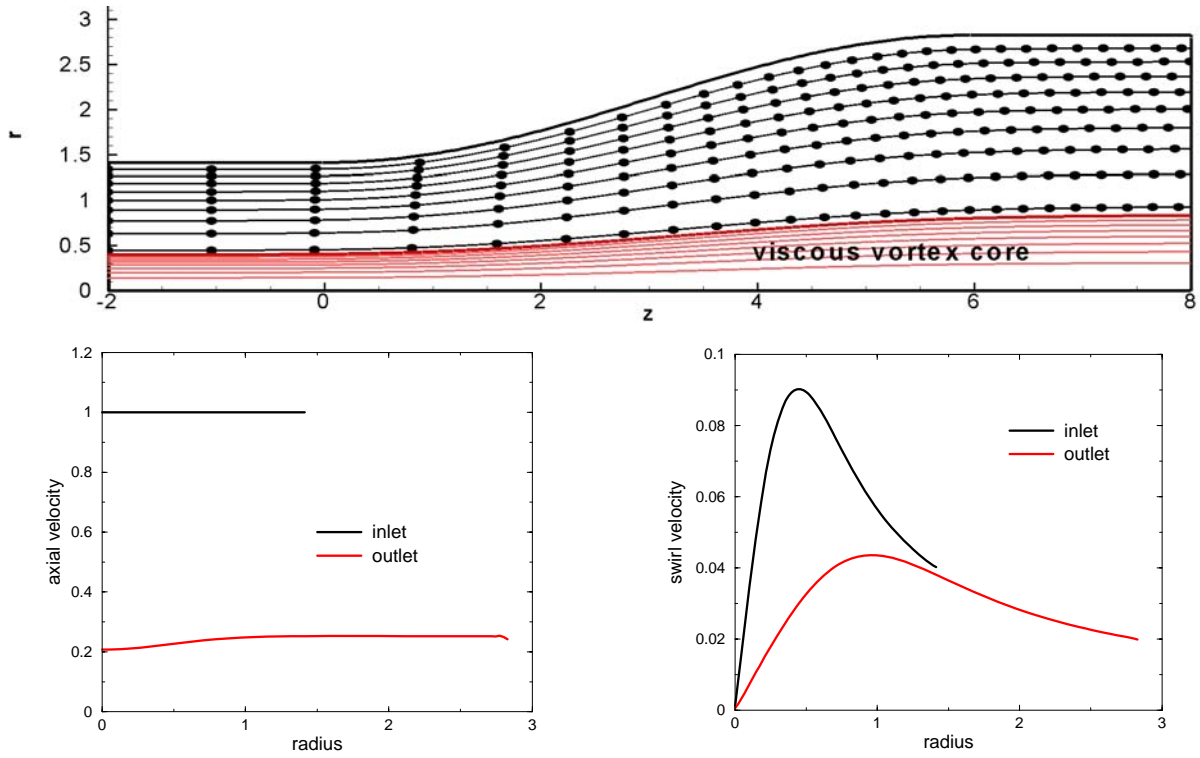 3
2.5
2
1.5
1
0.5
0
r
viscous vortex core
-2 0 2 4 6 8
z
1.2
1
0.8
0.6
0.4
0.2
0
axial velocity
inlet
outlet
0 1 2 3
radius
0.1
0.08
0.06
0.04
0.02
0
swirl velocity
inlet
outlet
0 1 2 3
radius